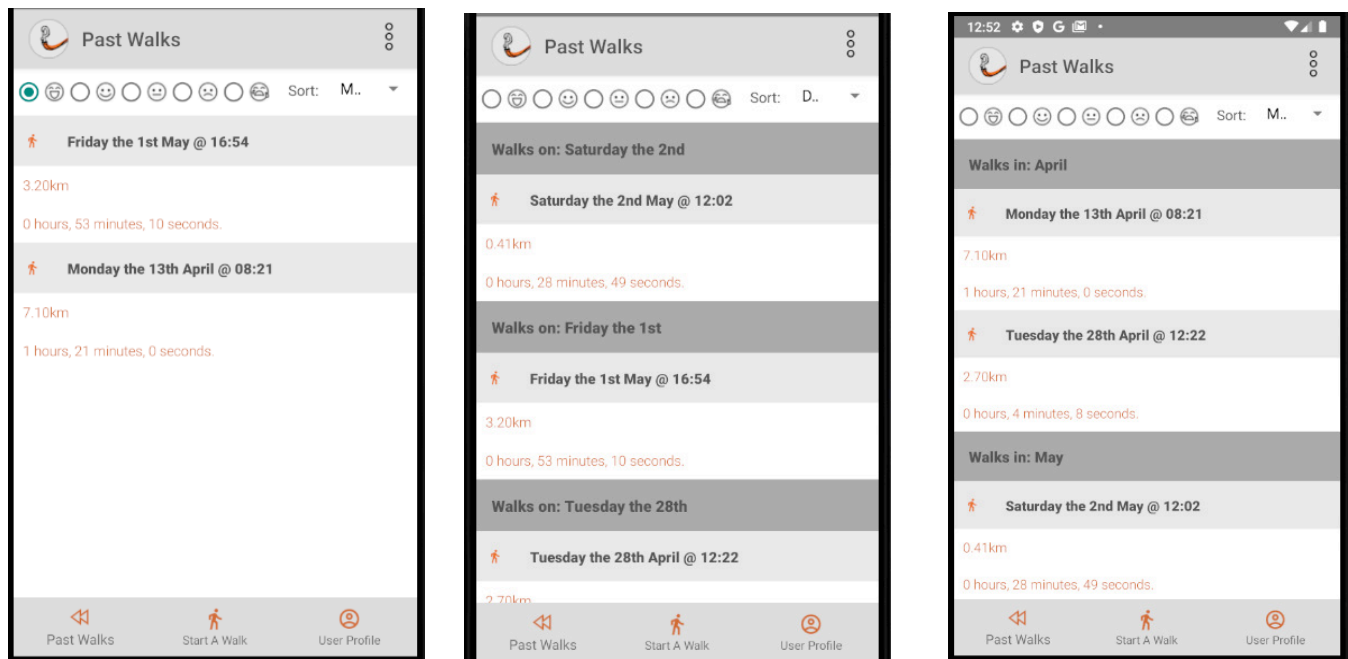 Past Walks
Sort: M..
Friday the 1st May @ 16:54
3.20km
0 hours, 53 minutes, 10 seconds.
Monday the 13th April @ 08:21
7.10km
1 hours, 21 minutes, 0 seconds.
Past Walks Start A Walk User Profile
Past Walks
Sort: D..
Walks on: Saturday the 2nd
Saturday the 2nd May @ 12:02
0.41km
0 hours, 28 minutes, 49 seconds.
Walks on: Friday the 1st
Friday the 1st May @ 16:54
3.20km
0 hours, 53 minutes, 10 seconds.
Walks on: Tuesday the 28th
Tuesday the 28th April @ 12:22
2.70km
Past Walks Start A Walk User Profile
12:52 G
Past Walks
Sort: M..
Walks in: April
Monday the 13th April @ 08:21
7.10km
1 hours, 21 minutes, 0 seconds.
Tuesday the 28th April @ 12:22
2.70km
0 hours, 4 minutes, 8 seconds.
Walks in: May
Saturday the 2nd May @ 12:02
0.41km
0 hours, 28 minutes, 49 seconds.
Past Walks Start A Walk User Profile